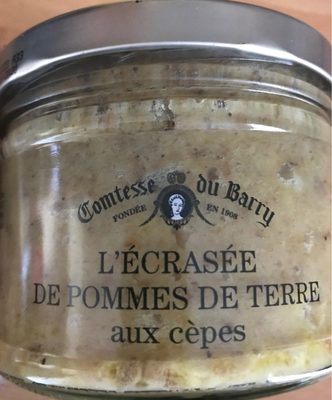 Comtesse du Barry
FONDÉE EN 1908
L'ÉCRASÉE
DE POMMES DE TERRE
aux cèpes